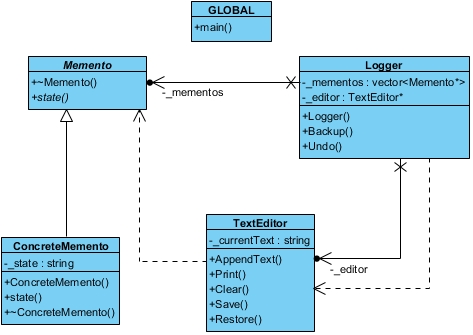 GLOBAL
+main()
Memento
+~Memento()
+state()
-_mementos
Logger
-_mementos : vector<Memento*>
-_editor : TextEditor*
+Logger()
+Backup()
+Undo()
ConcreteMemento
-_state : string
+ConcreteMemento()
+state()
+~ConcreteMemento()
TextEditor
-_currentText : string
+AppendText()
+Print()
+Clear()
+Save()
+Restore()
-_editor